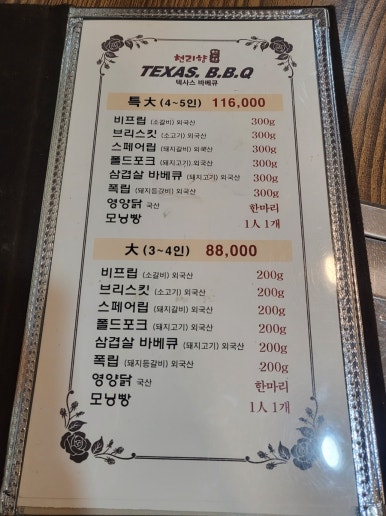 천리향
TEXAS. B.B.Q
텍사스 바베큐
특大 (4~5인) 116,000
비프립 (소갈비) 외국산 300g
브리스킷 (소고기) 외국산 300g
스페어립 (돼지갈비) 외국산 300g
폴드포크 (돼지고기) 외국산 300g
삼겹살 바베큐 (돼지고기) 외국산 300g
폭립 (돼지등갈비) 외국산 300g
영양닭 국산 한마리
모닝빵 1人 1개
大 (3~4인) 88,000
비프립 (소갈비) 외국산 200g
브리스킷 (소고기) 외국산 200g
스페어립 (돼지갈비) 외국산 200g
폴드포크 (돼지고기) 외국산 200g
삼겹살 바베큐 (돼지고기) 외국산 200g
폭립 (돼지등갈비) 외국산 200g
영양닭 국산 한마리
모닝빵 1人 1개